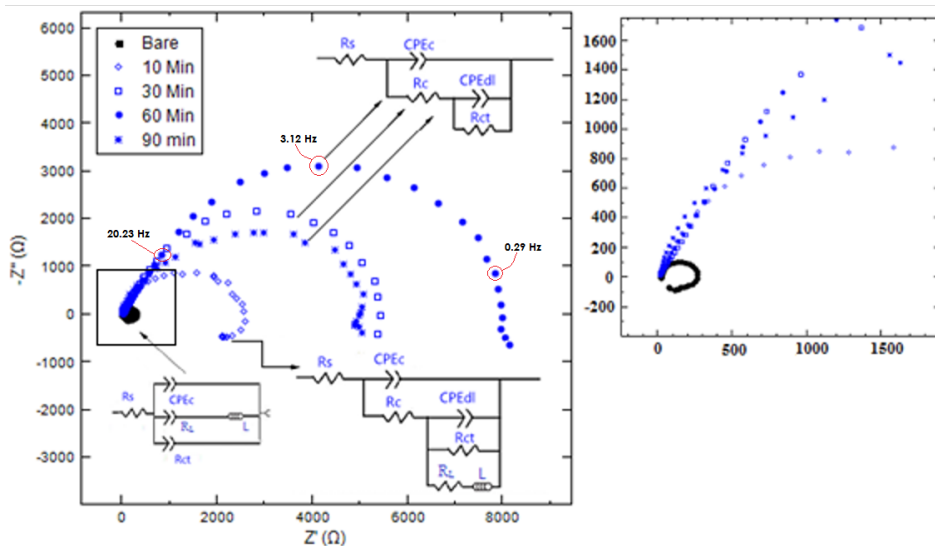 -Z'' (Ω)
6000
5000
4000
3000
2000
1000
0
-1000
-2000
-3000
0
2000
4000
6000
8000
Z' (Ω)
Bare
10 Min
30 Min
60 Min
90 min
3.12 Hz
20.23 Hz
0.29 Hz
Rs
CPEc
Rc
CPEdl
Rct
Rs
CPEc
RL
L
Rct
Rs
CPEc
Rc
CPEdl
Rct
RL
L
1600
1400
1200
1000
800
600
400
200
0
-200
0
500
1000
1500